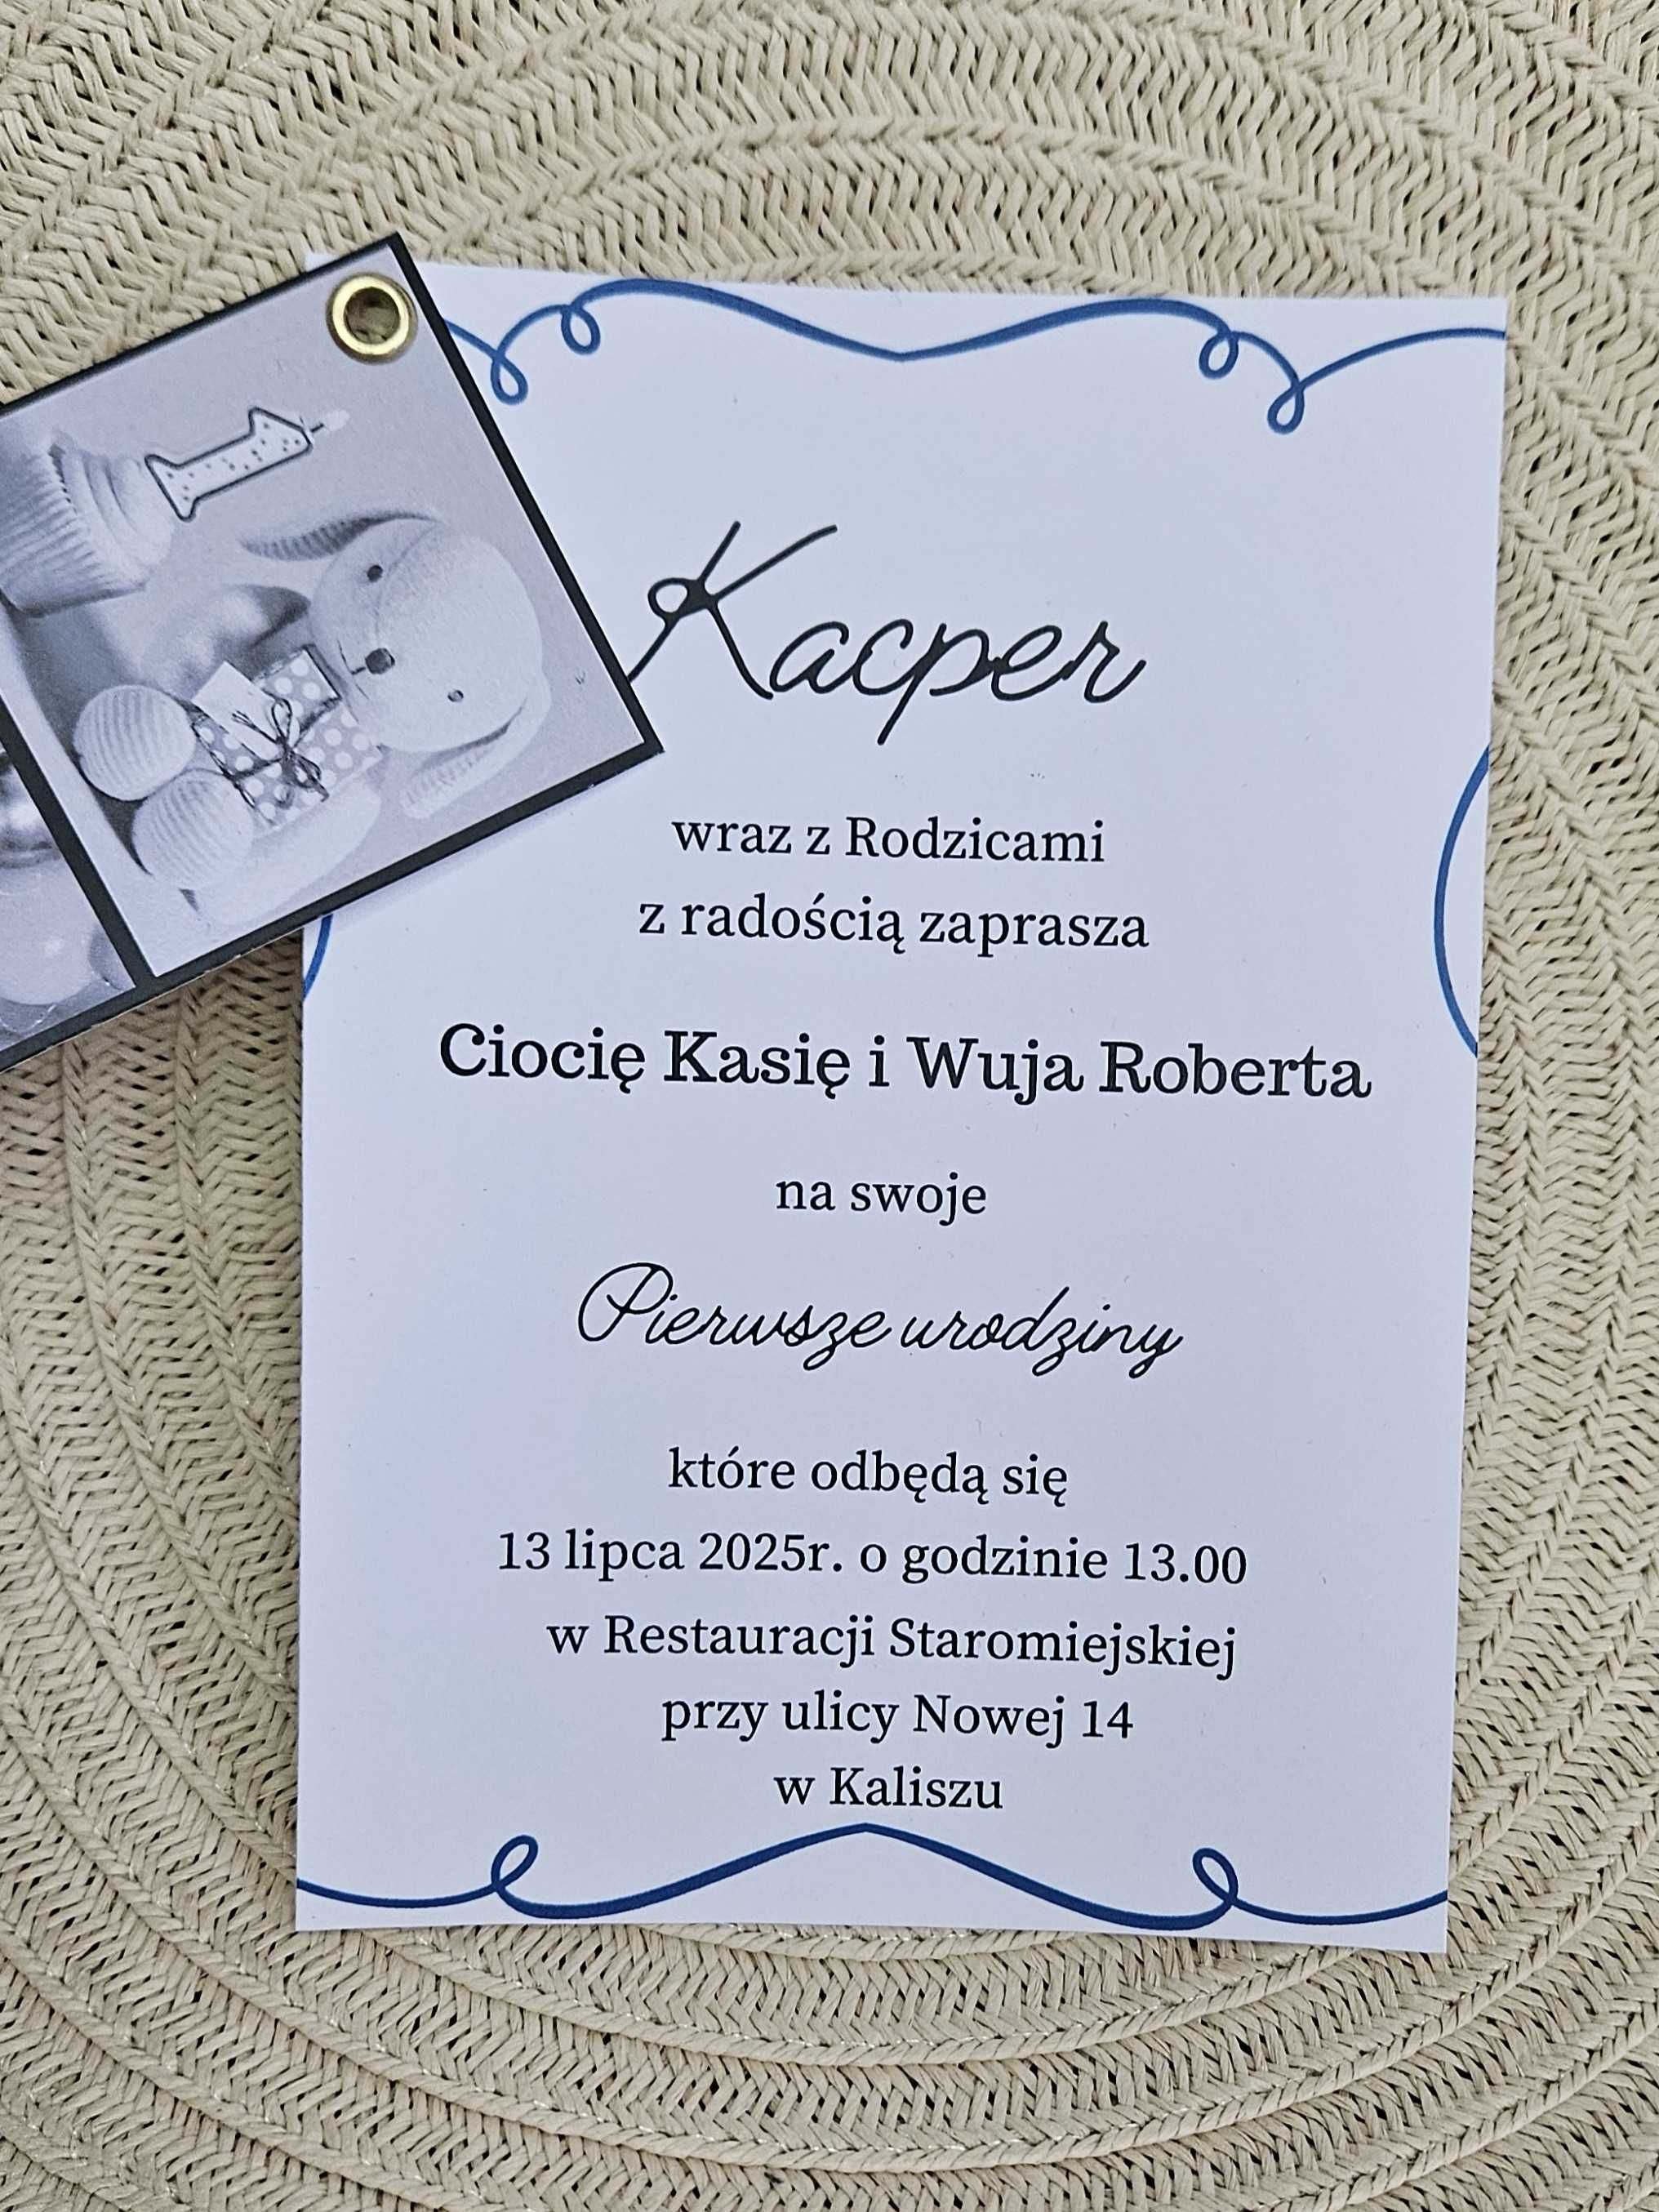 Kacper
wraz z Rodzicami
z radością zaprasza
Ciocię Kasię i Wuja Roberta
na swoje
Pierwsze urodziny
które odbędą się
13 lipca 2025r. o godzinie 13.00
w Restauracji Staromiejskiej
przy ulicy Nowej 14
w Kaliszu